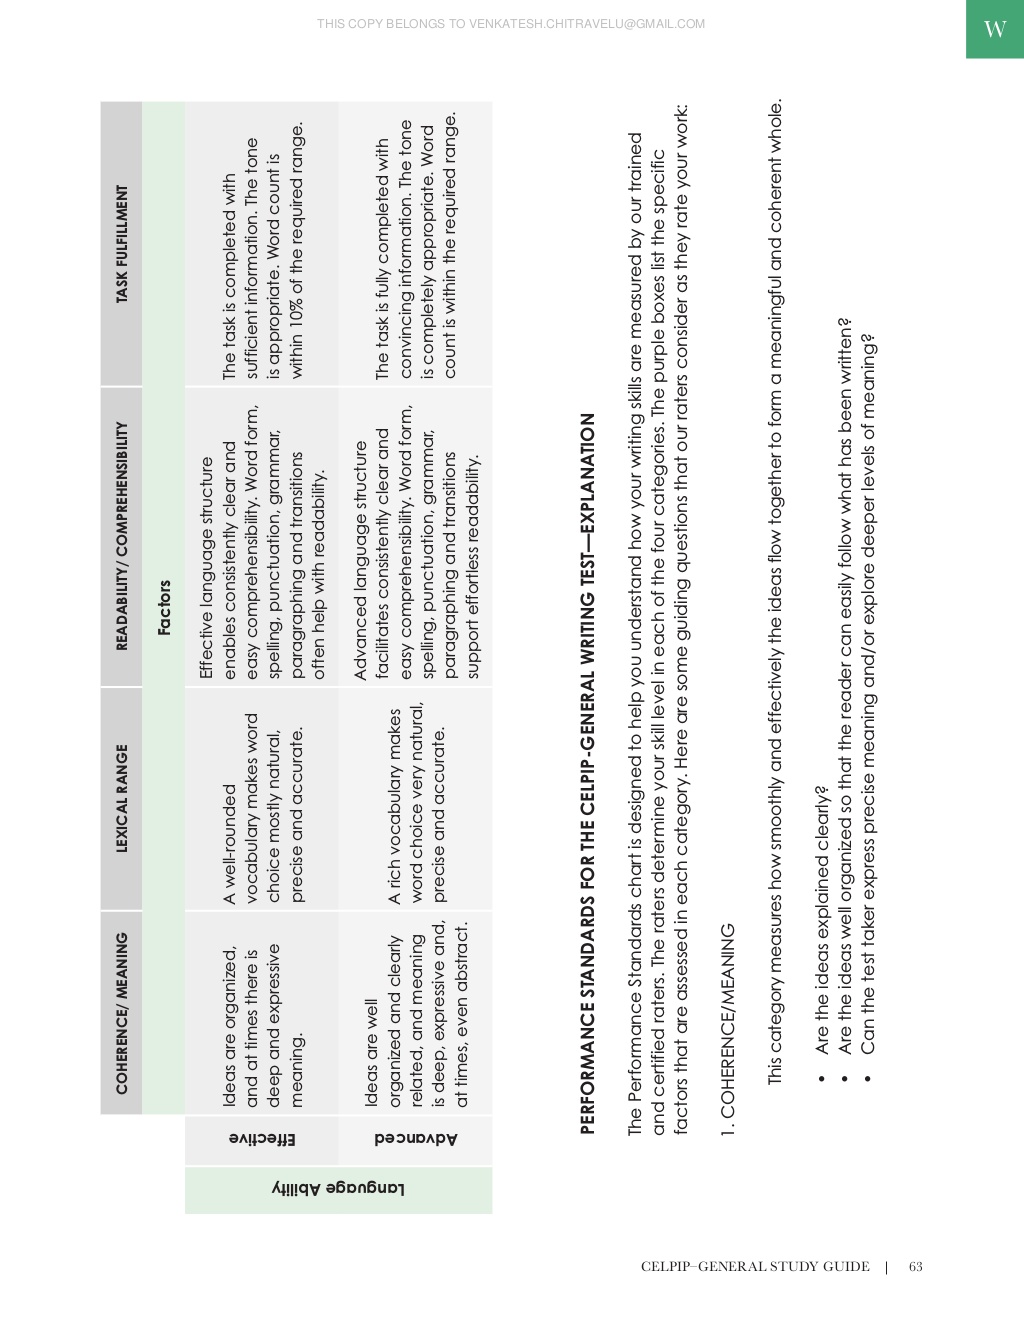 THIS COPY BELONGS TO VENKATESH.CHITRAVELU@GMAIL.COM
W
COHERENCE/ MEANING
LEXICAL RANGE
READABILITY/ COMPREHENSIBILITY
TASK FULFILLMENT
Factors
Language Ability
Effective
Ideas are organized,
and at times there is
deep and expressive
meaning.
A well-rounded
vocabulary makes word
choice mostly natural,
precise and accurate.
Effective language structure
enables consistently clear and
easy comprehensibility. Word form,
spelling, punctuation, grammar,
paragraphing and transitions
often help with readability.
The task is completed with
sufficient information. The tone
is appropriate. Word count is
within 10% of the required range.
Advanced
Ideas are well
organized and clearly
related, and meaning
is deep, expressive and,
at times, even abstract.
A rich vocabulary makes
word choice very natural,
precise and accurate.
Advanced language structure
facilitates consistently clear and
easy comprehensibility. Word form,
spelling, punctuation, grammar,
paragraphing and transitions
support effortless readability.
The task is fully completed with
convincing information. The tone
is completely appropriate. Word
count is within the required range.
PERFORMANCE STANDARDS FOR THE CELPIP-GENERAL WRITING TEST—EXPLANATION
The Performance Standards chart is designed to help you understand how your writing skills are measured by our trained
and certified raters. The raters determine your skill level in each of the four categories. The purple boxes list the specific
factors that are assessed in each category. Here are some guiding questions that our raters consider as they rate your work:
1. COHERENCE/MEANING
This category measures how smoothly and effectively the ideas flow together to form a meaningful and coherent whole.
• Are the ideas explained clearly?
• Are the ideas well organized so that the reader can easily follow what has been written?
• Can the test taker express precise meaning and/or explore deeper levels of meaning?
CELPIP–GENERAL STUDY GUIDE | 63